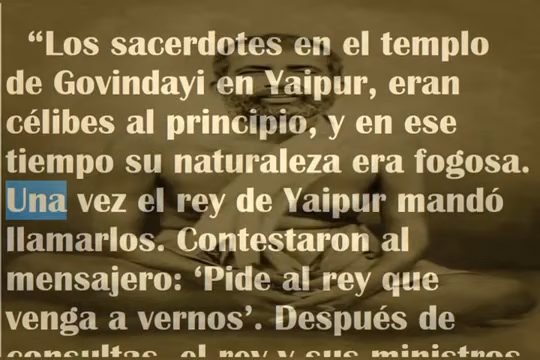 “Los sacerdotes en el templo
de Govindayi en Yaipur, eran
célibes al principio, y en ese
tiempo su naturaleza era fogosa.
Una vez el rey de Yaipur mandó
llamarlos. Contestaron al
mensajero: ‘Pide al rey que
venga a vernos’. Después de
consultas, el rey y sus ministros